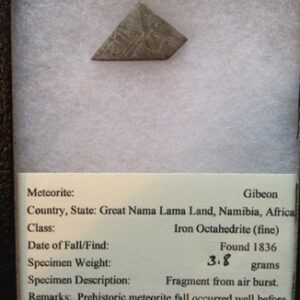 Meteorite: Gibeon
Country, State: Great Nama Lama Land, Namibia, Africa
Class: Iron Octahedrite (fine)
Date of Fall/Find: Found 1836
Specimen Weight: 3.8 grams
Specimen Description: Fragment from air burst.
Remarks: Prehistoric meteorite fall occurred well before